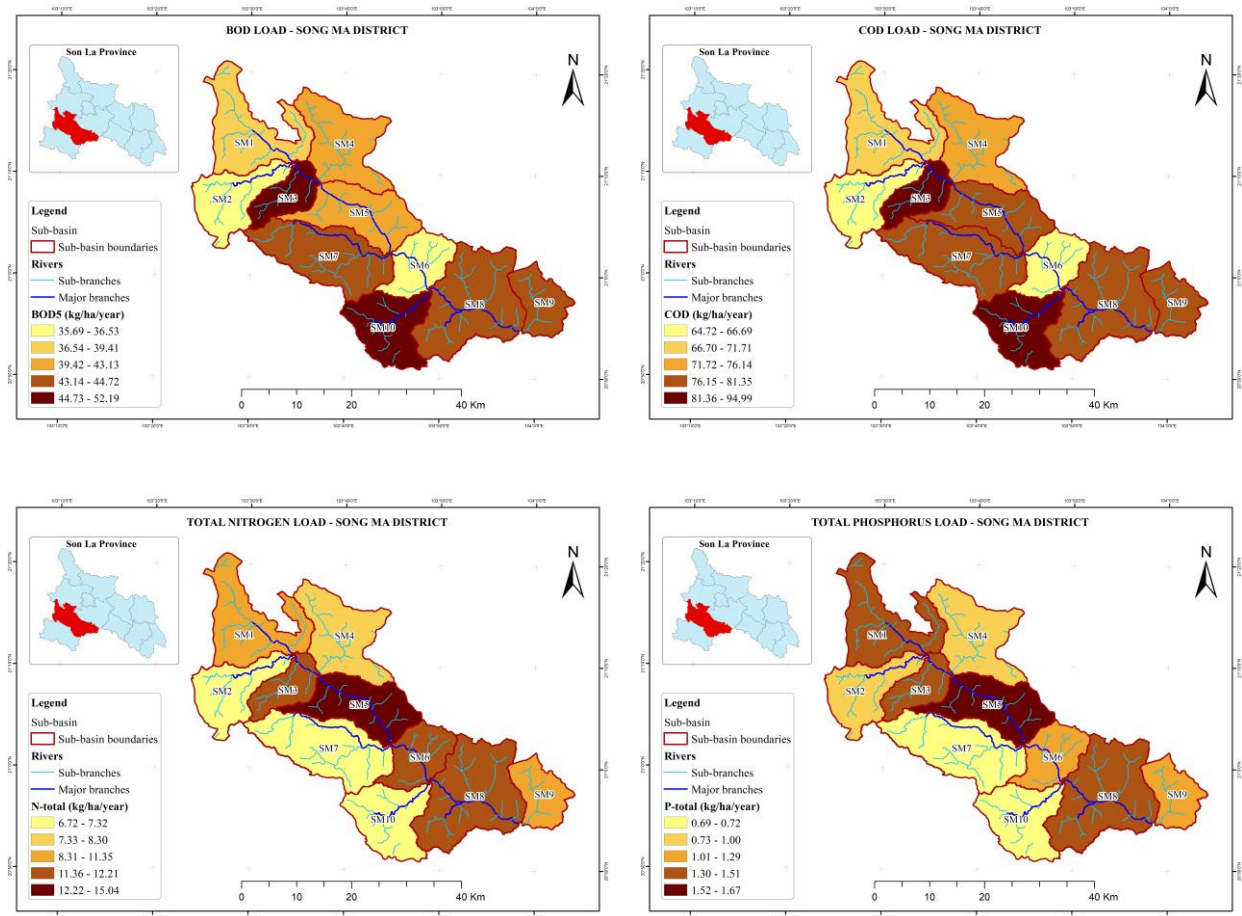 BOD LOAD - SONG MA DISTRICT
Son La Province
N
SM1
SM4
SM2
SM3
SM5
SM7
SM6
SM8
SM9
SM10
Legend
Sub-basin
Sub-basin boundaries
Rivers
Sub-branches
Major branches
BOD5 (kg/ha/year)
35.69 - 36.53
36.54 - 39.41
39.42 - 43.13
43.14 - 44.72
44.73 - 52.19
0 10 20 40 Km
COD LOAD - SONG MA DISTRICT
Son La Province
N
SM1
SM4
SM2
SM3
SM5
SM7
SM6
SM8
SM9
SM10
Legend
Sub-basin
Sub-basin boundaries
Rivers
Sub-branches
Major branches
COD (kg/ha/year)
64.72 - 66.69
66.70 - 71.71
71.72 - 76.14
76.15 - 81.35
81.36 - 94.99
0 10 20 40 Km
TOTAL NITROGEN LOAD - SONG MA DISTRICT
Son La Province
N
SM1
SM4
SM2
SM3
SM5
SM7
SM6
SM8
SM9
SM10
Legend
Sub-basin
Sub-basin boundaries
Rivers
Sub-branches
Major branches
N-total (kg/ha/year)
6.72 - 7.32
7.33 - 8.30
8.31 - 11.35
11.36 - 12.21
12.22 - 15.04
0 10 20 40 Km
TOTAL PHOSPHORUS LOAD - SONG MA DISTRICT
Son La Province
N
SM1
SM4
SM2
SM3
SM5
SM7
SM6
SM8
SM9
SM10
Legend
Sub-basin
Sub-basin boundaries
Rivers
Sub-branches
Major branches
P-total (kg/ha/year)
0.69 - 0.72
0.73 - 1.00
1.01 - 1.29
1.30 - 1.51
1.52 - 1.67
0 10 20 40 Km